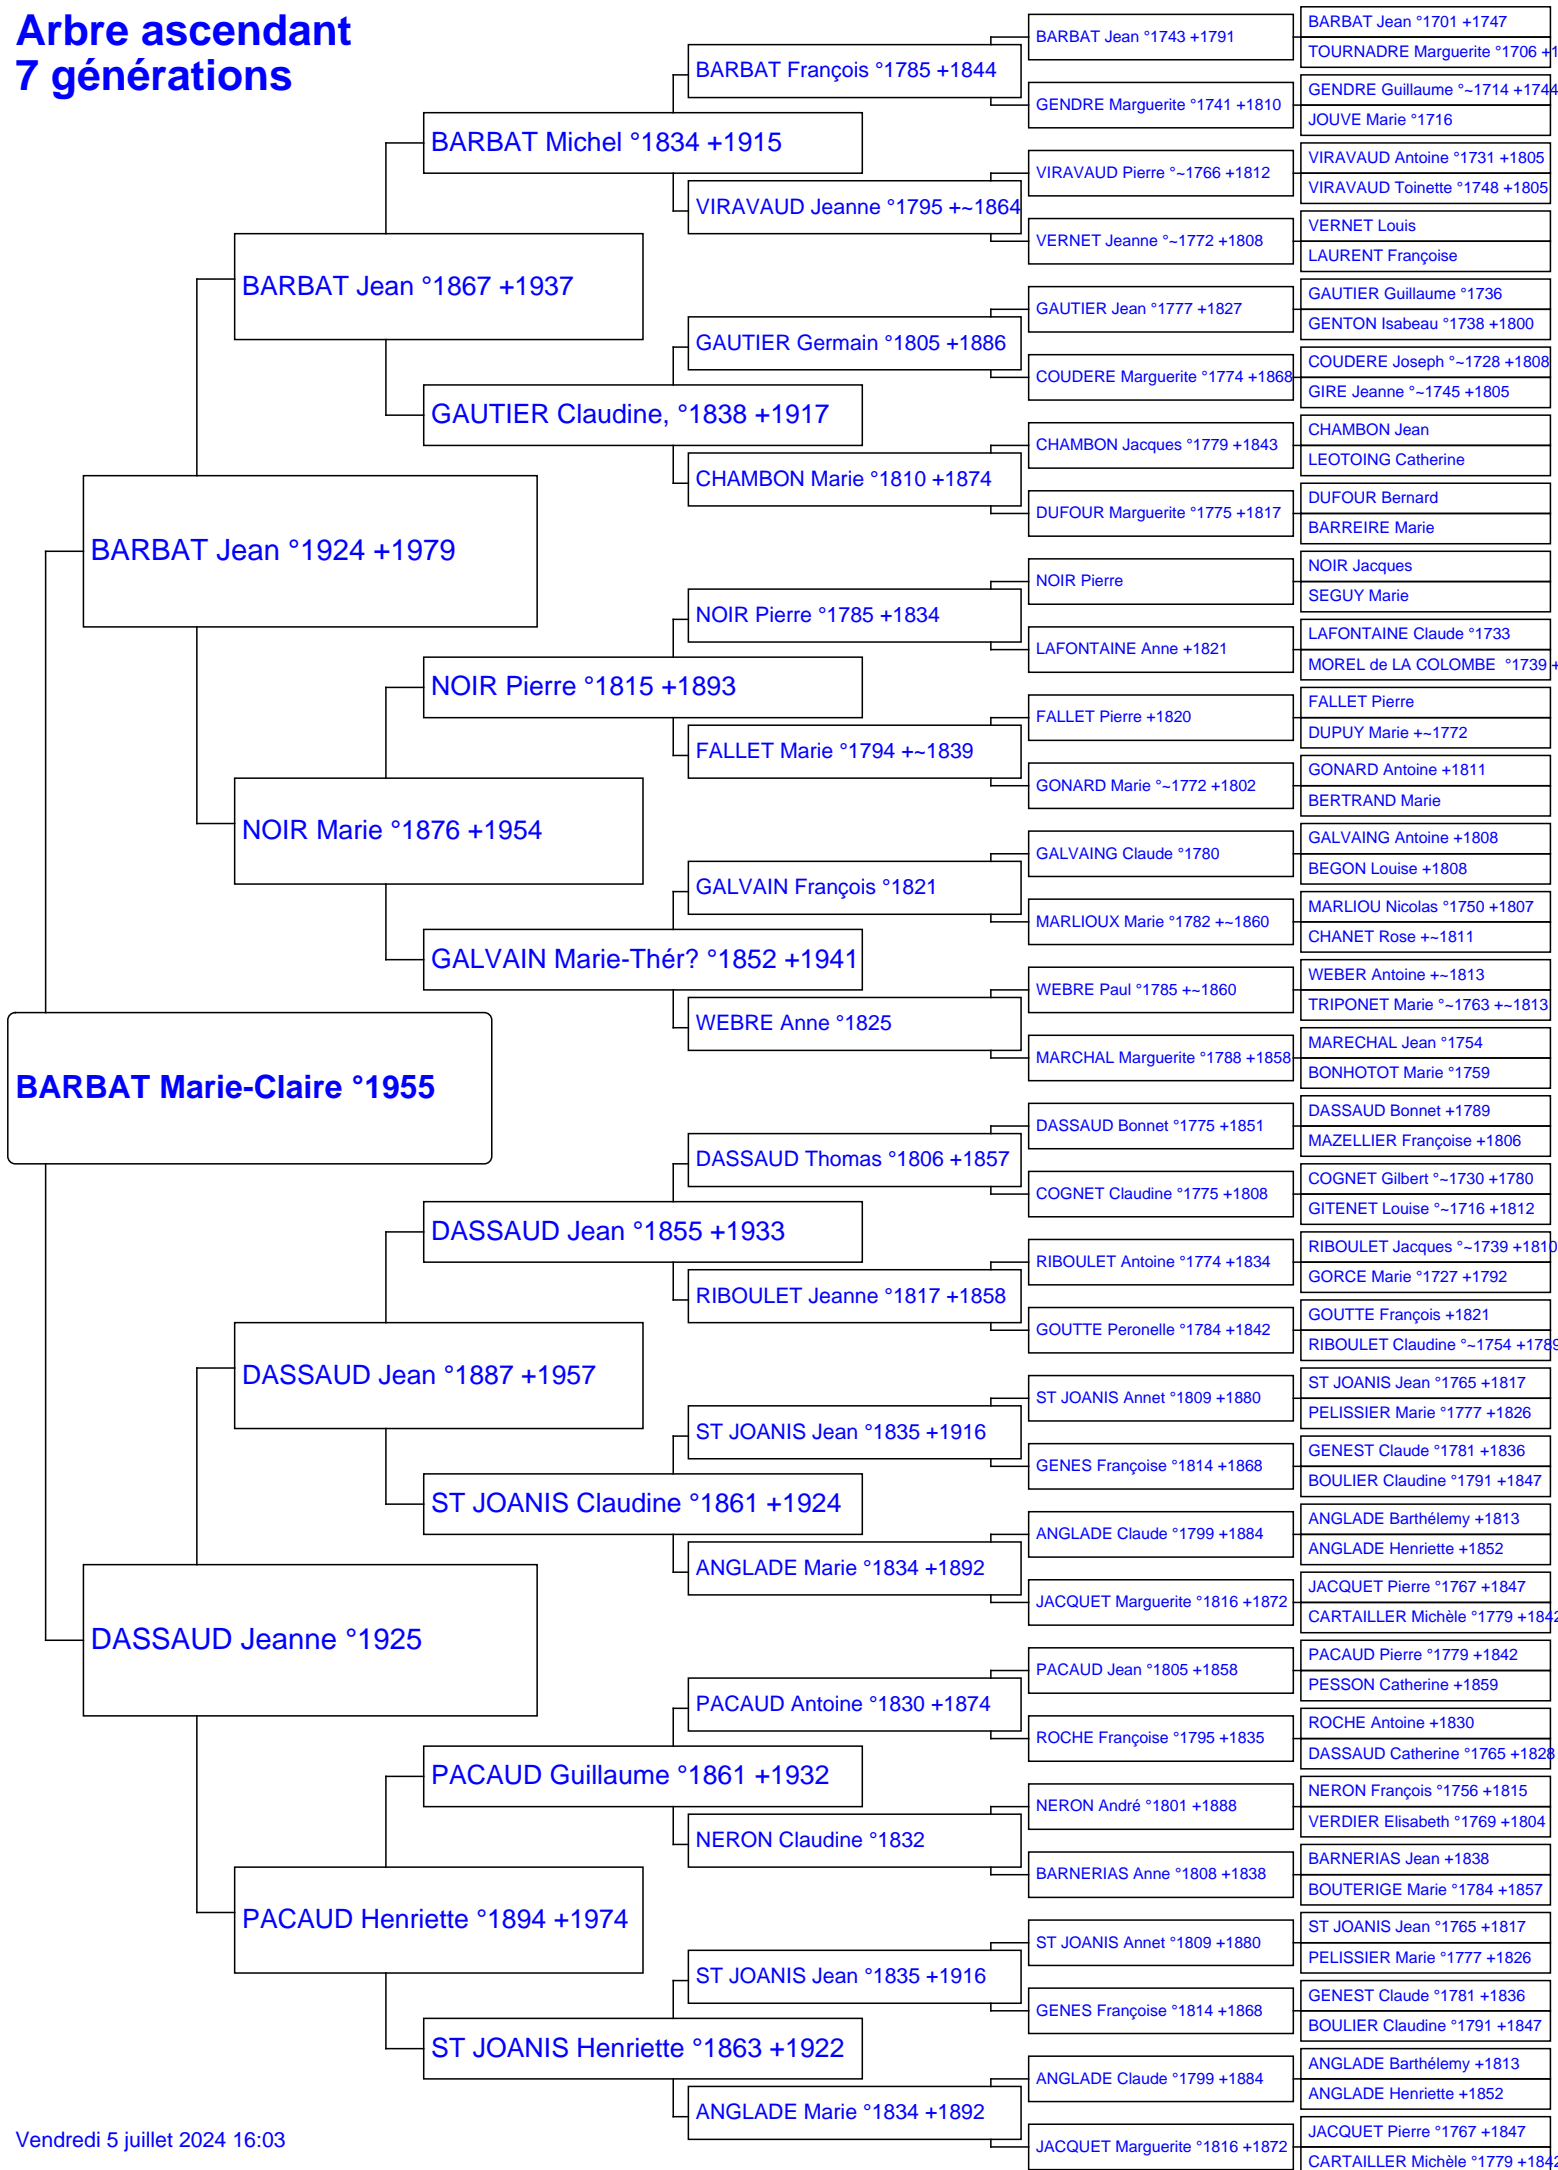 Arbre ascendant
7 générations
BARBAT Marie-Claire °1955
BARBAT Jean °1924 +1979
DASSAUD Jeanne °1925
BARBAT Jean °1867 +1937
NOIR Marie °1876 +1954
DASSAUD Jean °1887 +1957
PACAUD Henriette °1894 +1974
BARBAT Michel °1834 +1915
GAUTIER Claudine, °1838 +1917
NOIR Pierre °1815 +1893
GALVAIN Marie-Thér? °1852 +1941
DASSAUD Jean °1855 +1933
ST JOANIS Claudine °1861 +1924
PACAUD Guillaume °1861 +1932
ST JOANIS Henriette °1863 +1922
BARBAT François °1785 +1844
VIRAVAUD Jeanne °1795 +~1864
GAUTIER Germain °1805 +1886
CHAMBON Marie °1810 +1874
NOIR Pierre °1785 +1834
FALLET Marie °1794 +~1839
GALVAIN François °1821
WEBRE Anne °1825
DASSAUD Thomas °1806 +1857
RIBOULET Jeanne °1817 +1858
ST JOANIS Jean °1835 +1916
ANGLADE Marie °1834 +1892
PACAUD Antoine °1830 +1874
NERON Claudine °1832
ST JOANIS Jean °1835 +1916
ANGLADE Marie °1834 +1892
BARBAT Jean °1743 +1791
GENDRE Marguerite °1741 +1810
VIRAVAUD Pierre °~1766 +1812
VERNET Jeanne °~1772 +1808
GAUTIER Jean °1777 +1827
COUDERE Marguerite °1774 +1868
CHAMBON Jacques °1779 +1843
DUFOUR Marguerite °1775 +1817
NOIR Pierre
LAFONTAINE Anne +1821
FALLET Pierre +1820
GONARD Marie °~1772 +1802
GALVAING Claude °1780
MARLIOUX Marie °1782 +~1860
WEBRE Paul °1785 +~1860
MARCHAL Marguerite °1788 +1858
DASSAUD Bonnet °1775 +1851
COGNET Claudine °1775 +1808
RIBOULET Antoine °1774 +1834
GOUTTE Peronelle °1784 +1842
ST JOANIS Annet °1809 +1880
GENES Françoise °1814 +1868
ANGLADE Claude °1799 +1884
JACQUET Marguerite °1816 +1872
PACAUD Jean °1805 +1858
ROCHE Françoise °1795 +1835
NERON André °1801 +1888
BARNERIAS Anne °1808 +1838
ST JOANIS Annet °1809 +1880
GENES Françoise °1814 +1868
ANGLADE Claude °1799 +1884
JACQUET Marguerite °1816 +1872
BARBAT Jean °1701 +1747
TOURNADRE Marguerite °1706 +1
GENDRE Guillaume °~1714 +1744
JOUVE Marie °1716
VIRAVAUD Antoine °1731 +1805
VIRAVAUD Toinette °1748 +1805
VERNET Louis
LAURENT Françoise
GAUTIER Guillaume °1736
GENTON Isabeau °1738 +1800
COUDERE Joseph °~1728 +1808
GIRE Jeanne °~1745 +1805
CHAMBON Jean
LEOTOING Catherine
DUFOUR Bernard
BARREIRE Marie
NOIR Jacques
SEGUY Marie
LAFONTAINE Claude °1733
MOREL de LA COLOMBE °1739 +
FALLET Pierre
DUPUY Marie +~1772
GONARD Antoine +1811
BERTRAND Marie
GALVAING Antoine +1808
BEGON Louise +1808
MARLIOU Nicolas °1750 +1807
CHANET Rose +~1811
WEBER Antoine +~1813
TRIPONET Marie °~1763 +~1813
MARECHAL Jean °1754
BONHOTOT Marie °1759
DASSAUD Bonnet +1789
MAZELLIER Françoise +1806
COGNET Gilbert °~1730 +1780
GITENET Louise °~1716 +1812
RIBOULET Jacques °~1739 +1810
GORCE Marie °1727 +1792
GOUTTE François +1821
RIBOULET Claudine °~1754 +1789
ST JOANIS Jean °1765 +1817
PELISSIER Marie °1777 +1826
GENEST Claude °1781 +1836
BOULIER Claudine °1791 +1847
ANGLADE Barthélemy +1813
ANGLADE Henriette +1852
JACQUET Pierre °1767 +1847
CARTAILLER Michèle °1779 +1842
PACAUD Pierre °1779 +1842
PESSON Catherine +1859
ROCHE Antoine +1830
DASSAUD Catherine °1765 +1828
NERON François °1756 +1815
VERDIER Elisabeth °1769 +1804
BARNERIAS Jean +1838
BOUTERIGE Marie °1784 +1857
ST JOANIS Jean °1765 +1817
PELISSIER Marie °1777 +1826
GENEST Claude °1781 +1836
BOULIER Claudine °1791 +1847
ANGLADE Barthélemy +1813
ANGLADE Henriette +1852
JACQUET Pierre °1767 +1847
CARTAILLER Michèle °1779 +1842
Vendredi 5 juillet 2024 16:03